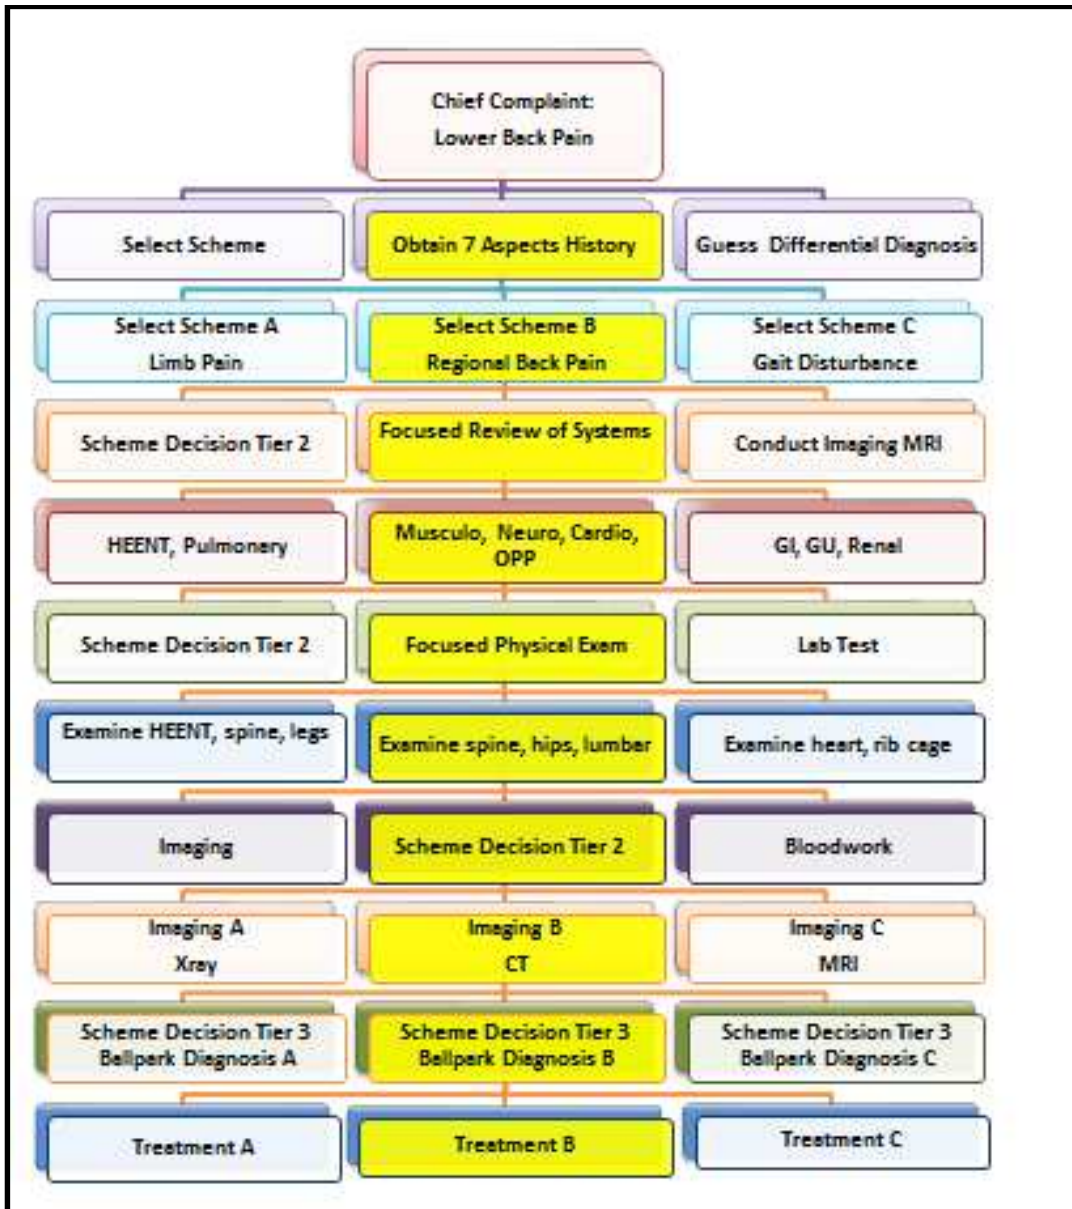 Chief Complaint:
Lower Back Pain
Select Scheme
Obtain 7 Aspects History
Guess Differential Diagnosis
Select Scheme A
Limb Pain
Select Scheme B
Regional Back Pain
Select Scheme C
Gait Disturbance
Scheme Decision Tier 2
Focused Review of Systems
Conduct Imaging MRI
HEENT, Pulmonary
Musculo, Neuro, Cardio,
OPP
GI, GU, Renal
Scheme Decision Tier 2
Focused Physical Exam
Lab Test
Examine HEENT, spine, legs
Examine spine, hips, lumbar
Examine heart, rib cage
Imaging
Scheme Decision Tier 2
Bloodwork
Imaging A
Xray
Imaging B
CT
Imaging C
MRI
Scheme Decision Tier 3
Ballpark Diagnosis A
Scheme Decision Tier 3
Ballpark Diagnosis B
Scheme Decision Tier 3
Ballpark Diagnosis C
Treatment A
Treatment B
Treatment C